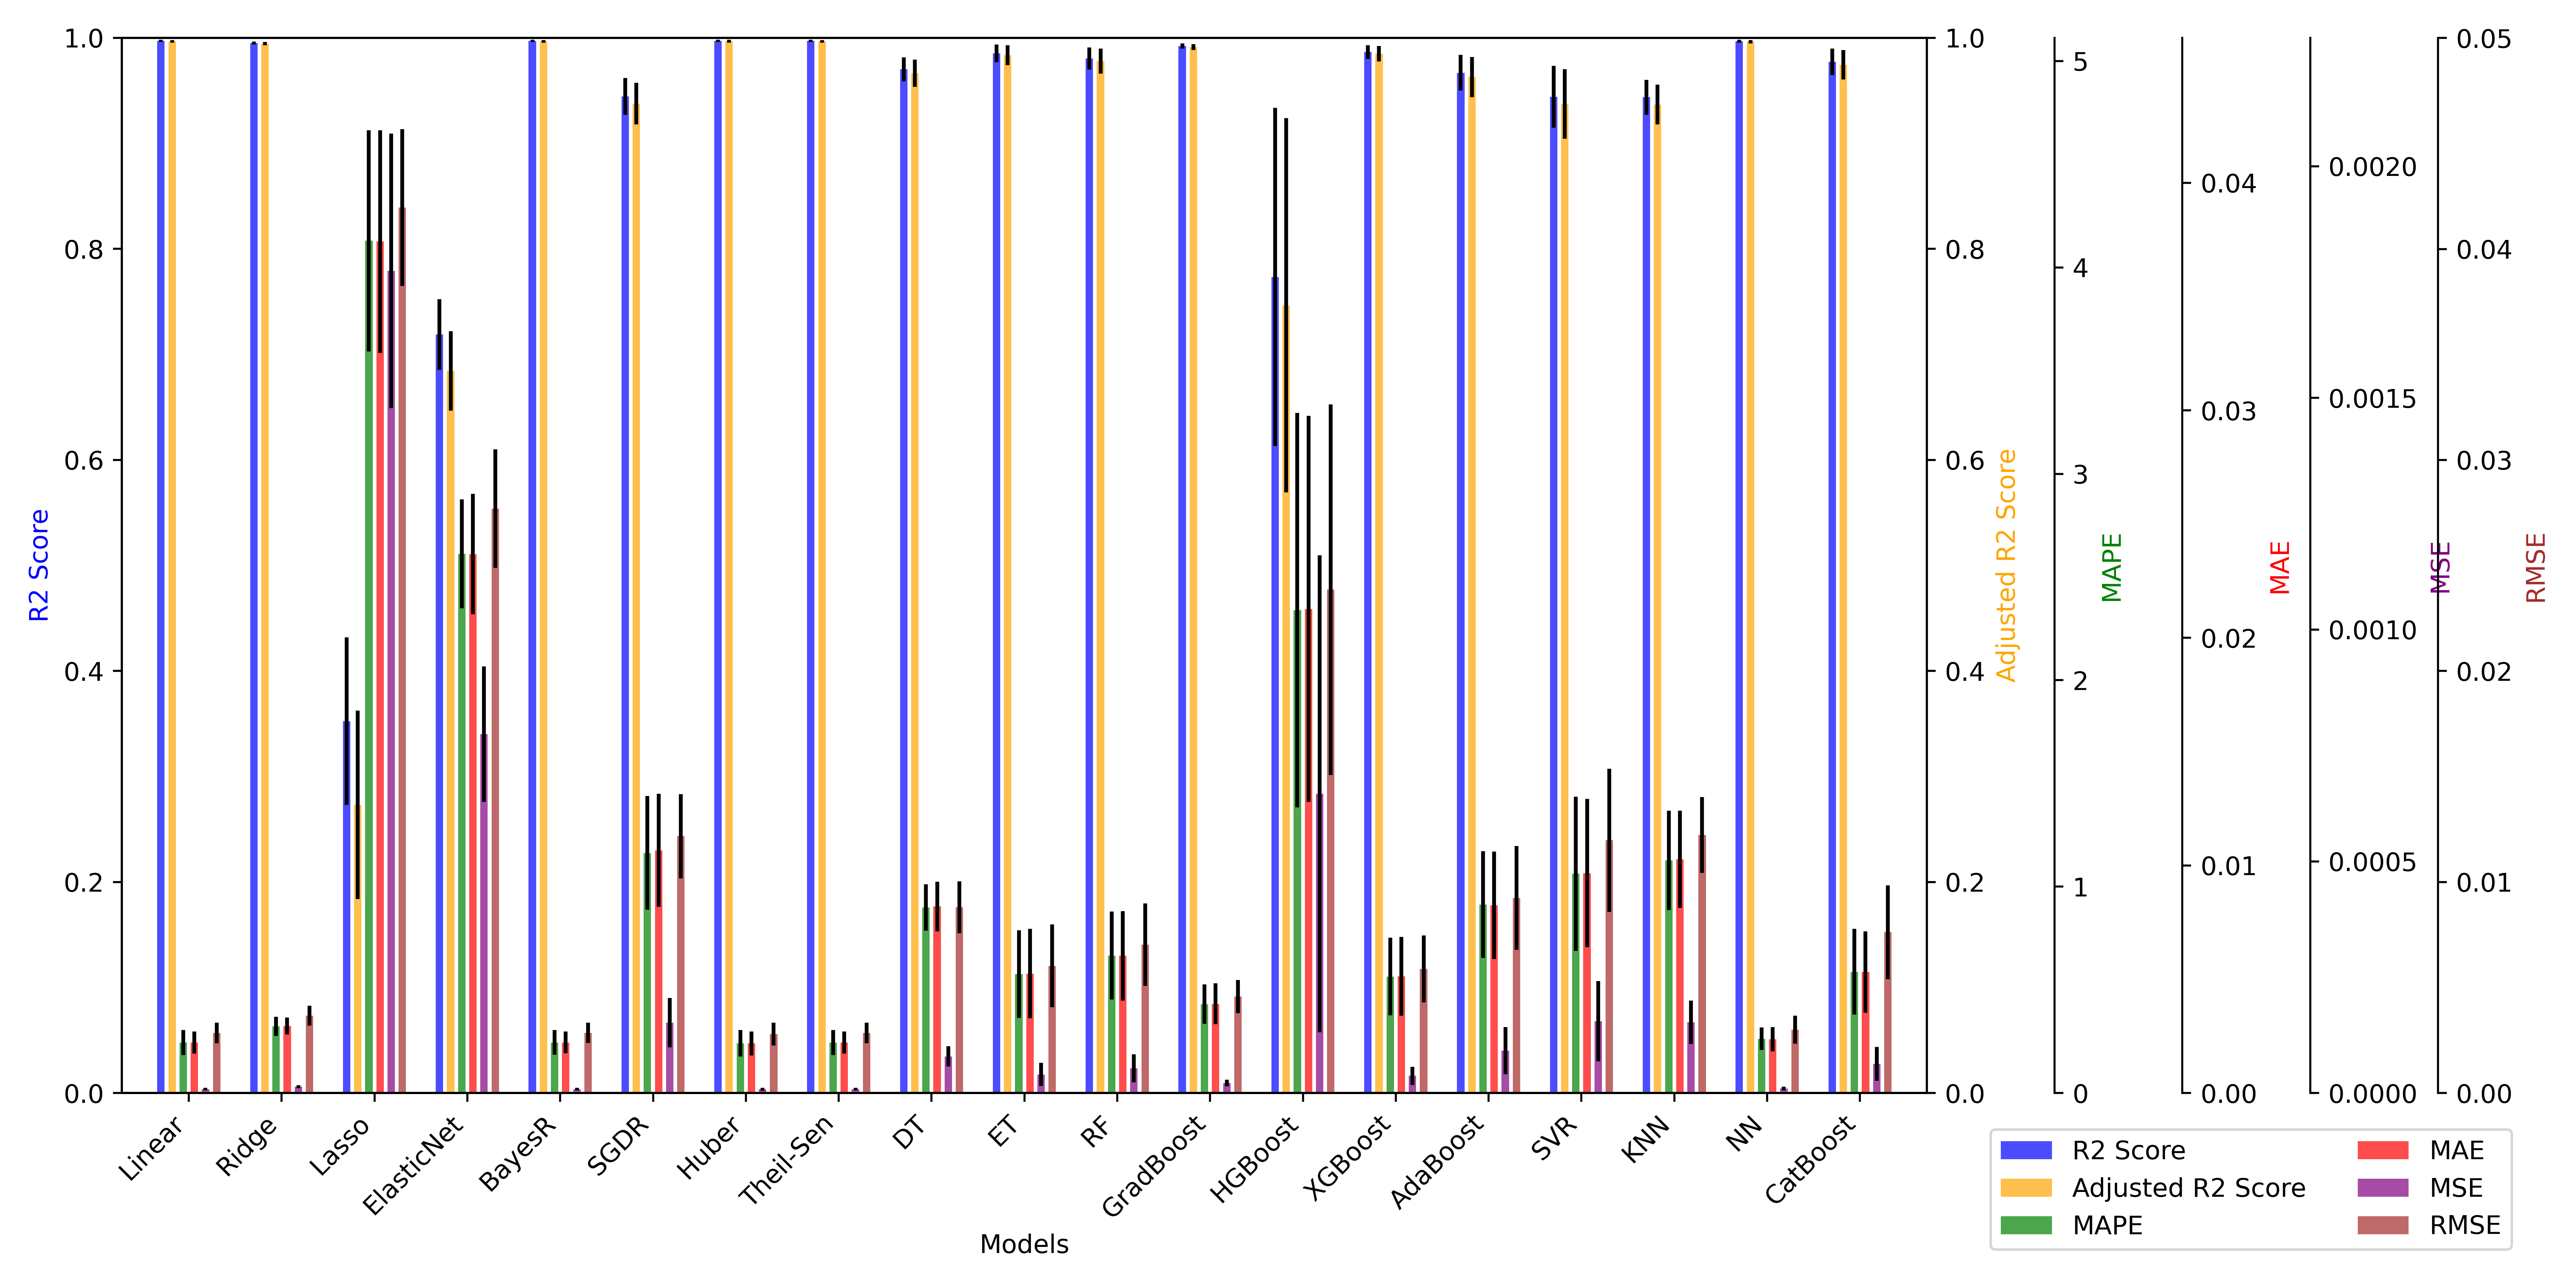 R2 Score
1.0
0.8
0.6
0.4
0.2
0.0
Linear
Ridge
Lasso
ElasticNet
BayesR
SGDR
Huber
Theil-Sen
DT
ET
RF
GradBoost
HGBoost
XGBoost
AdaBoost
SVR
KNN
NN
CatBoost
Models
1.0
0.8
0.6
0.4
0.2
0.0
Adjusted R2 Score
5
4
3
2
1
0
MAPE
0.04
0.03
0.02
0.01
0.00
MAE
0.0020
0.0015
0.0010
0.0005
0.0000
MSE
0.05
0.04
0.03
0.02
0.01
0.00
RMSE
R2 Score
Adjusted R2 Score
MAPE
MAE
MSE
RMSE